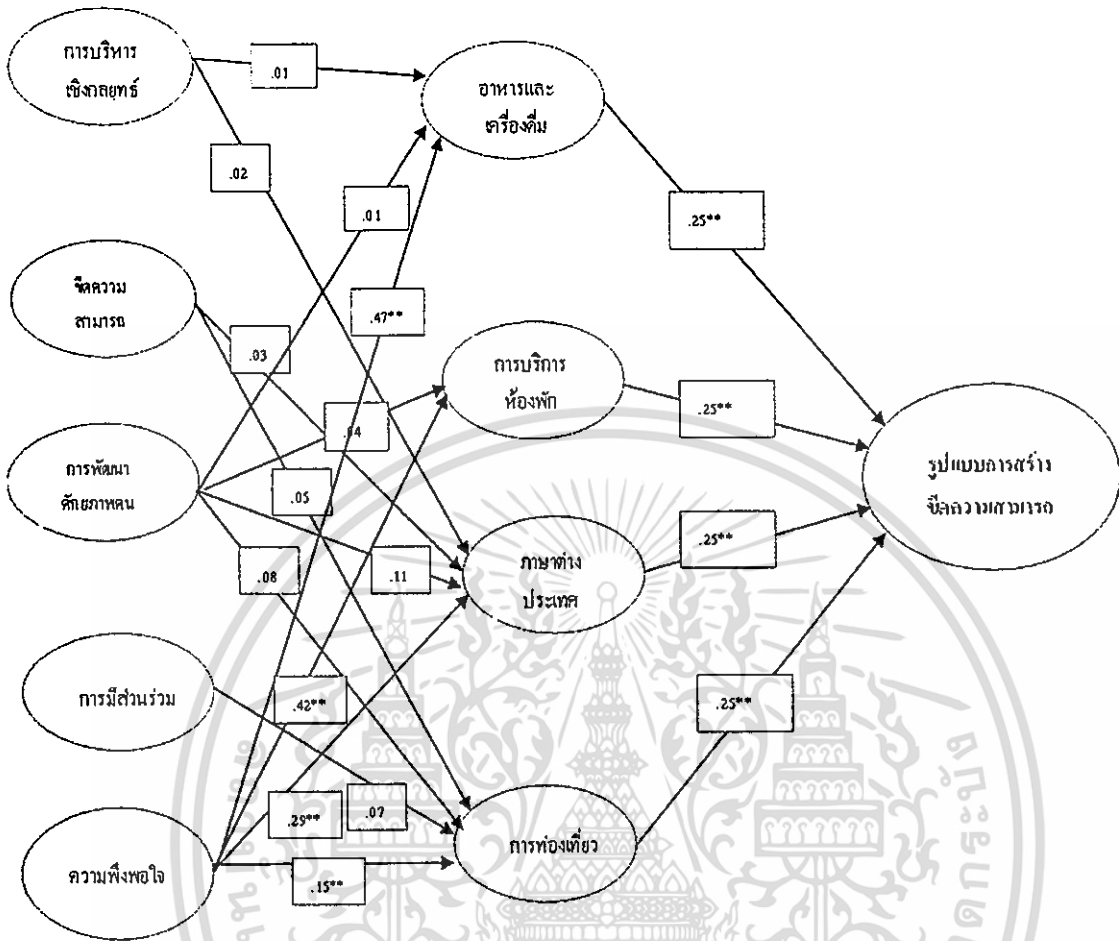 การบริหาร
เชิงกลยุทธ์
.01
อาหารและ
เครื่องดื่ม
.02
.01
.25**
ขีดความ
สามารถ
.47**
.03
การบริการ
ห้องพัก
.25**
.04
การพัฒนา
ศักยภาพคน
.05
รูปแบบการสร้าง
ขีดความสามารถ
.25**
.11
ภาษาต่าง
ประเทศ
.08
การมีส่วนร่วม
.42**
.25**
.07
.29**
การท่องเที่ยว
ความพึงพอใจ
.15**